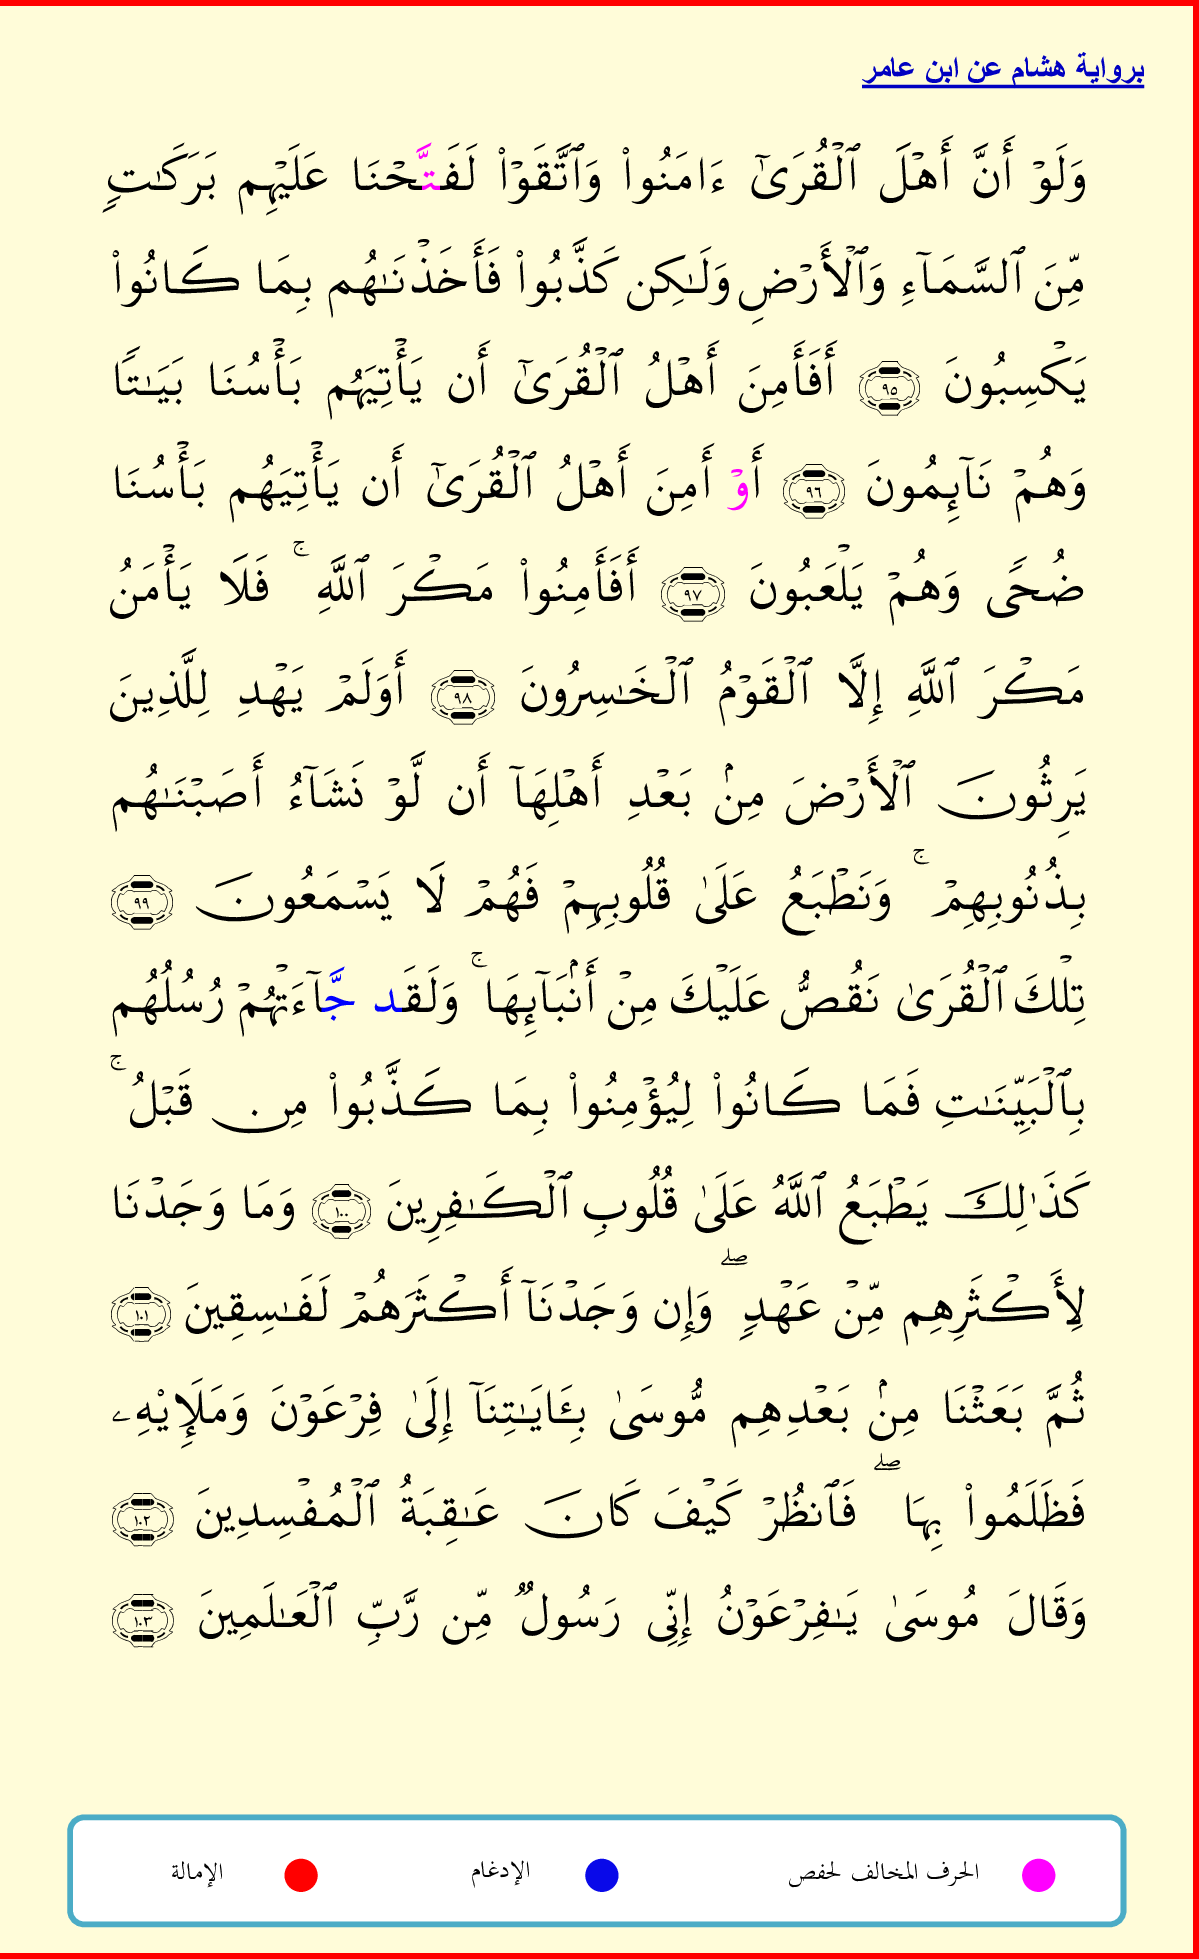 برواية هشام عن ابن عامر
وَلَوۡ أَنَّ أَهۡلَ ٱلۡقُرَىٰٓ ءَامَنُواْ وَٱتَّقَوۡاْ لَفَتَّحۡنَا عَلَيۡهِم بَرَكَٰتٖ
مِّنَ ٱلسَّمَآءِ وَٱلۡأَرۡضِ وَلَٰكِن كَذَّبُواْ فَأَخَذۡنَٰهُم بِمَا كَانُواْ
يَكۡسِبُونَ ٩٥ أَفَأَمِنَ أَهۡلُ ٱلۡقُرَىٰٓ أَن يَأۡتِيَهُم بَأۡسُنَا بَيَٰتٗا
وَهُمۡ نَآئِمُونَ ٩٦ أَوۡ أَمِنَ أَهۡلُ ٱلۡقُرَىٰٓ أَن يَأۡتِيَهُم بَأۡسُنَا
ضُحٗى وَهُمۡ يَلۡعَبُونَ ٩٧ أَفَأَمِنُواْ مَكۡرَ ٱللَّهِۚ فَلَا يَأۡمَنُ
مَكۡرَ ٱللَّهِ إِلَّا ٱلۡقَوۡمُ ٱلۡخَٰسِرُونَ ٩٨ أَوَلَمۡ يَهۡدِ لِلَّذِينَ
يَرِثُونَ ٱلۡأَرۡضَ مِنۢ بَعۡدِ أَهۡلِهَآ أَن لَّوۡ نَشَآءُ أَصَبۡنَٰهُم
بِذُنُوبِهِمۡۚ وَنَطۡبَعُ عَلَىٰ قُلُوبِهِمۡ فَهُمۡ لَا يَسۡمَعُونَ ٩٩
تِلۡكَ ٱلۡقُرَىٰ نَقُصُّ عَلَيۡكَ مِنۡ أَنۢبَآئِهَاۚ وَلَقَد جَّآءَتۡهُمۡ رُسُلُهُم
بِٱلۡبَيِّنَٰتِ فَمَا كَانُواْ لِيُؤۡمِنُواْ بِمَا كَذَّبُواْ مِن قَبۡلُۚ
كَذَٰلِكَ يَطۡبَعُ ٱللَّهُ عَلَىٰ قُلُوبِ ٱلۡكَٰفِرِينَ ١٠٠ وَمَا وَجَدۡنَا
لِأَكۡثَرِهِم مِّنۡ عَهۡدٖۖ وَإِن وَجَدۡنَآ أَكۡثَرَهُمۡ لَفَٰسِقِينَ ١٠١
ثُمَّ بَعَثۡنَا مِنۢ بَعۡدِهِم مُّوسَىٰ بِـَٔايَٰتِنَآ إِلَىٰ فِرۡعَوۡنَ وَمَلَإِيْهِۦ
فَظَلَمُواْ بِهَاۖ فَٱنظُرۡ كَيۡفَ كَانَ عَٰقِبَةُ ٱلۡمُفۡسِدِينَ ١٠٢
وَقَالَ مُوسَىٰ يَٰفِرۡعَوۡنُ إِنِّي رَسُولٞ مِّن رَّبِّ ٱلۡعَٰلَمِينَ ١٠٣
الحرف المخالف لحفص الإدغام الإمالة